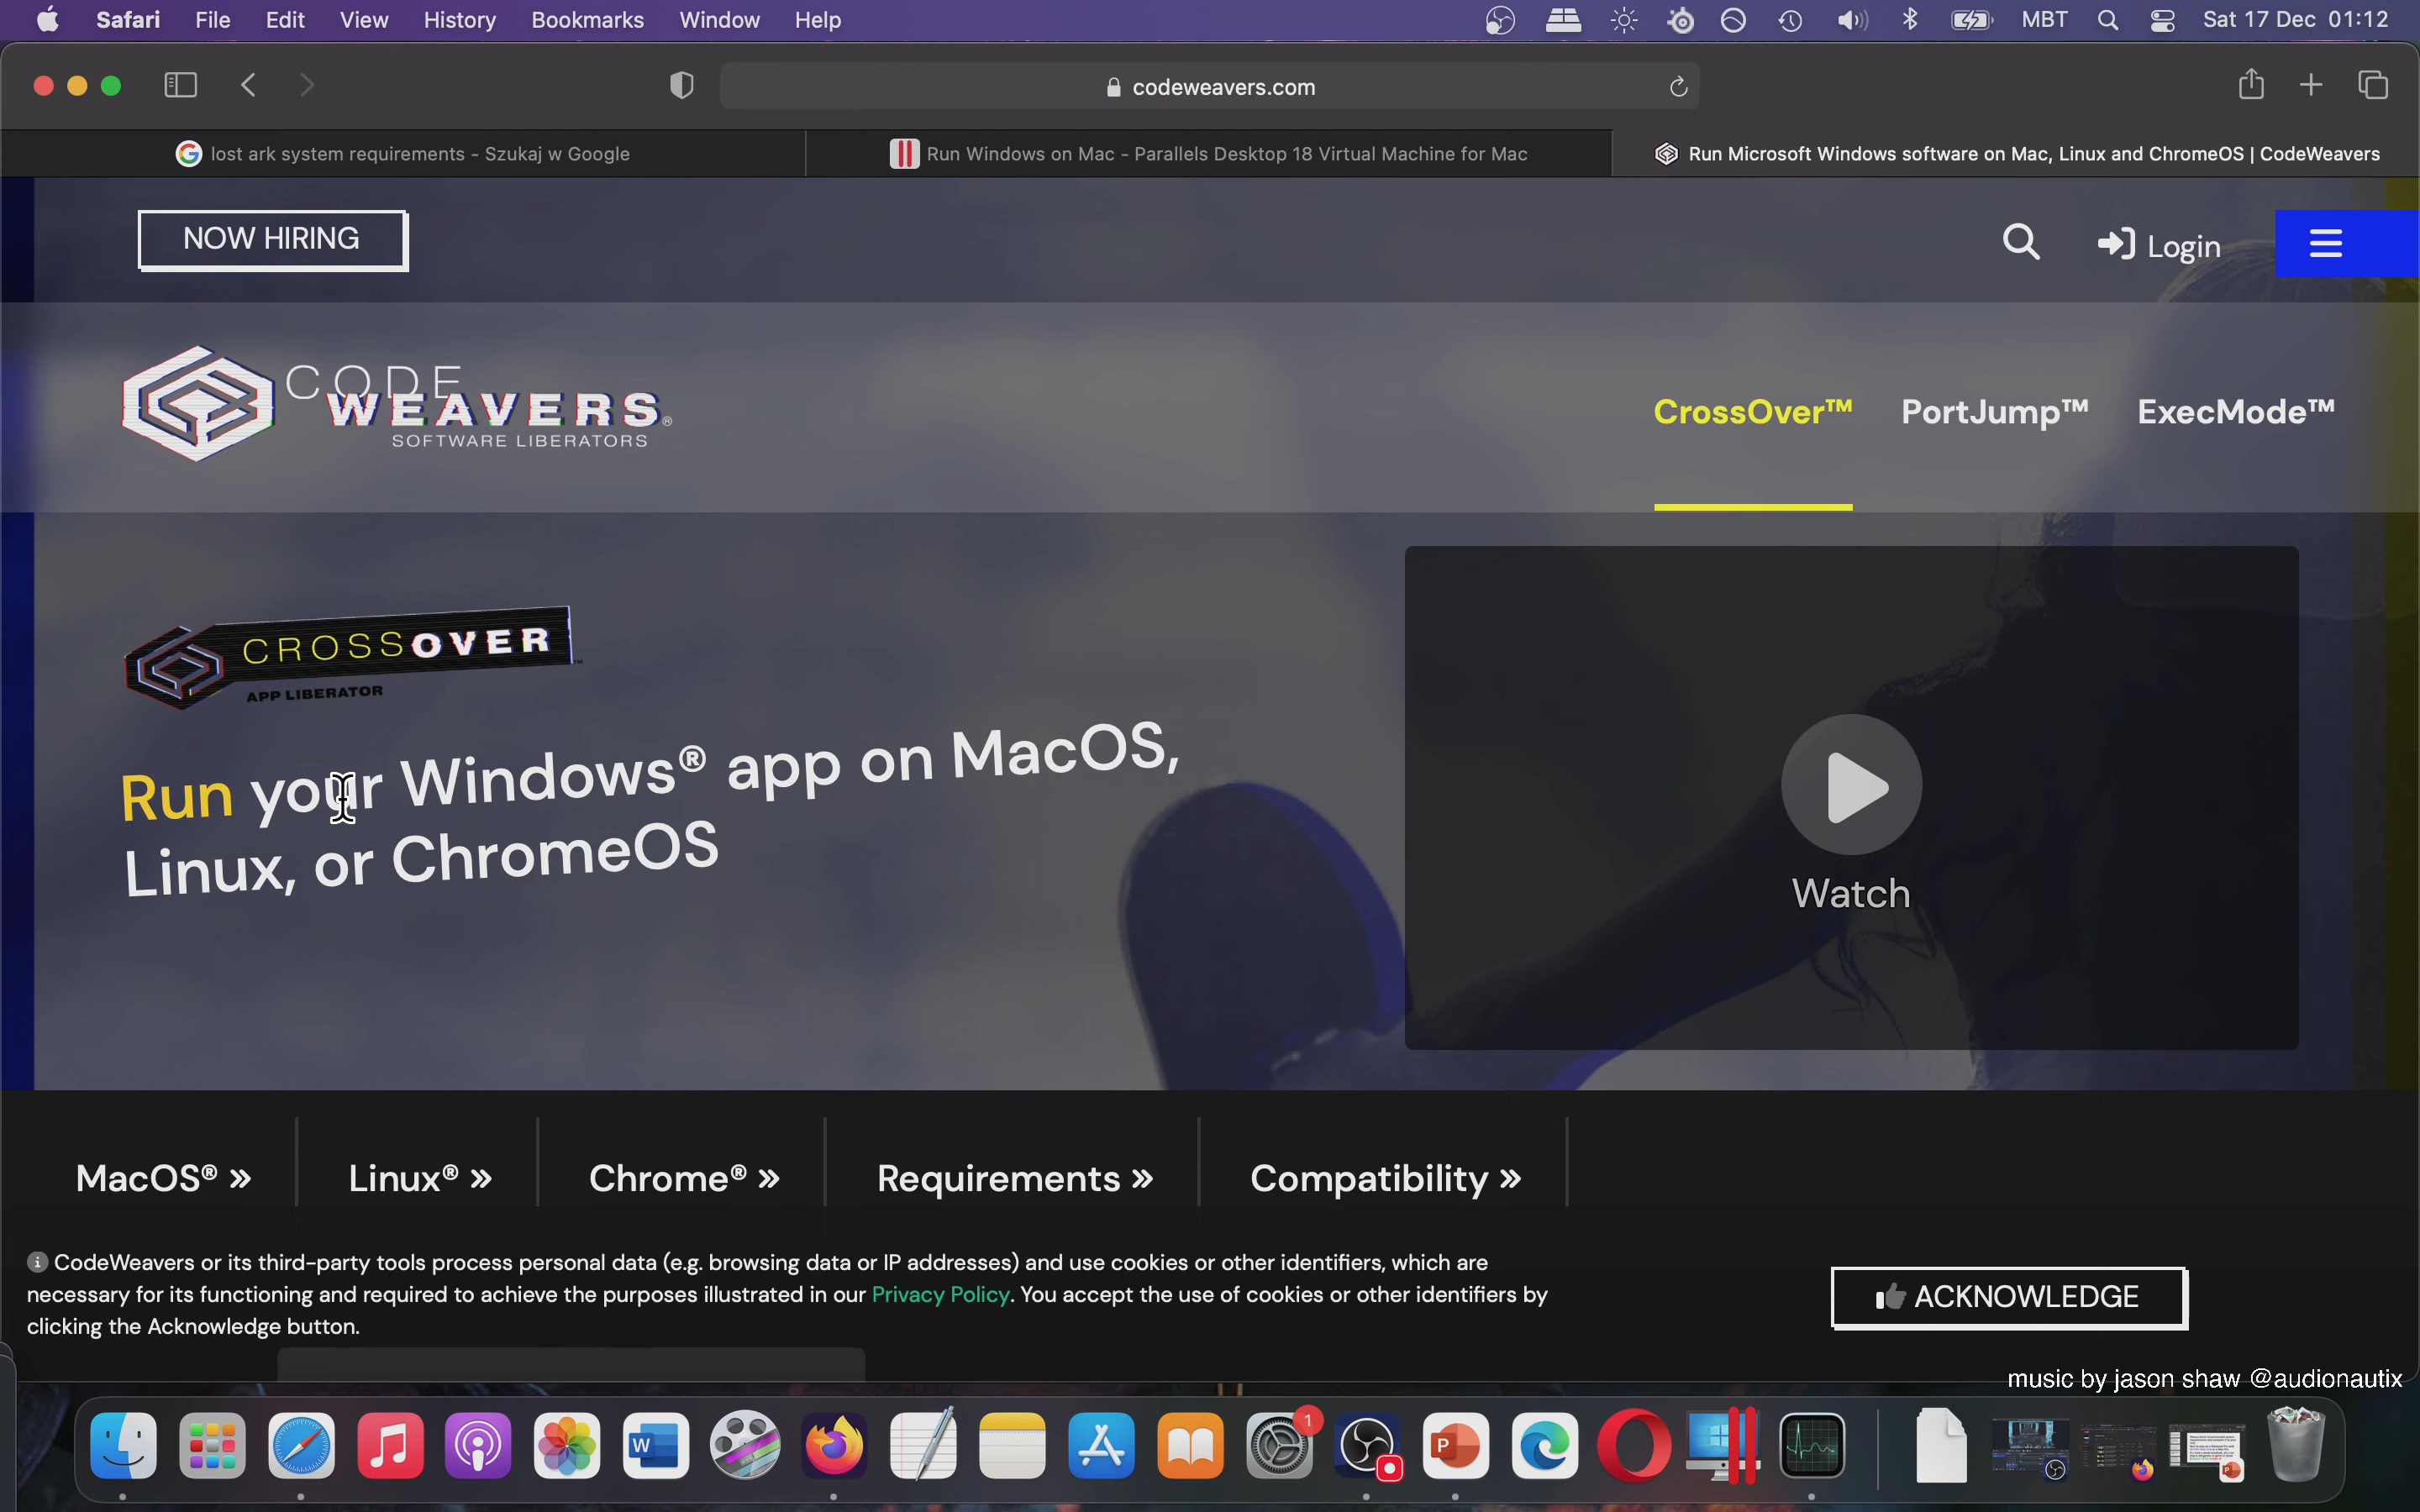 Safari File Edit View History Bookmarks Window Help MBT Sat 17 Dec 01:12
codeweavers.com
lost ark system requirements - Szukaj w Google
Run Windows on Mac - Parallels Desktop 18 Virtual Machine for Mac
Run Microsoft Windows software on Mac, Linux and ChromeOS | CodeWeavers
NOW HIRING
Login
CODE
WEAVERS®
SOFTWARE LIBERATORS
CrossOver™ PortJump™ ExecMode™
CROSSOVER™
APP LIBERATOR
Run your Windows® app on MacOS,
Linux, or ChromeOS
Watch
MacOS® » Linux® » Chrome® » Requirements » Compatibility »
CodeWeavers or its third-party tools process personal data (e.g. browsing data or IP addresses) and use cookies or other identifiers, which are
necessary for its functioning and required to achieve the purposes illustrated in our Privacy Policy. You accept the use of cookies or other identifiers by
clicking the Acknowledge button.
ACKNOWLEDGE
music by jason shaw @audionautix
1
W
P